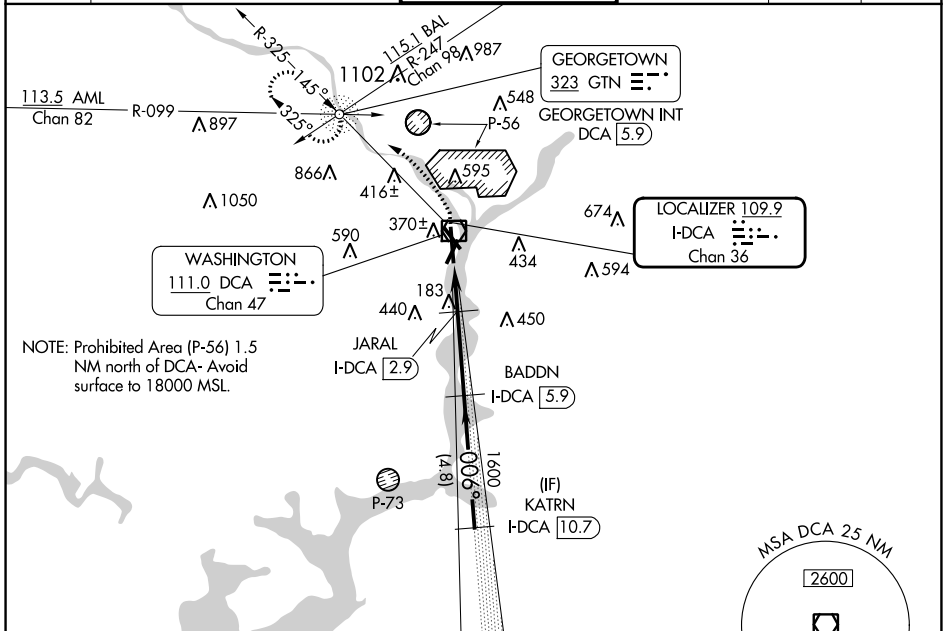 R-325
145°
325°
115.1 BAL
R-247
Chan 98
1102
987
GEORGETOWN
323 GTN
GEORGETOWN INT
DCA 5.9
113.5 AML
Chan 82
R-099
897
548
P-56
866
416±
595
1050
370±
590
674
LOCALIZER 109.9
I-DCA
Chan 36
434
594
WASHINGTON
111.0 DCA
Chan 47
183
440
450
JARAL
I-DCA 2.9
NOTE: Prohibited Area (P-56) 1.5
NM north of DCA- Avoid
surface to 18000 MSL.
BADDN
I-DCA 5.9
1600
006°
(4.8)
P-73
(IF)
KATRN
I-DCA 10.7
MSA DCA 25 NM
2600